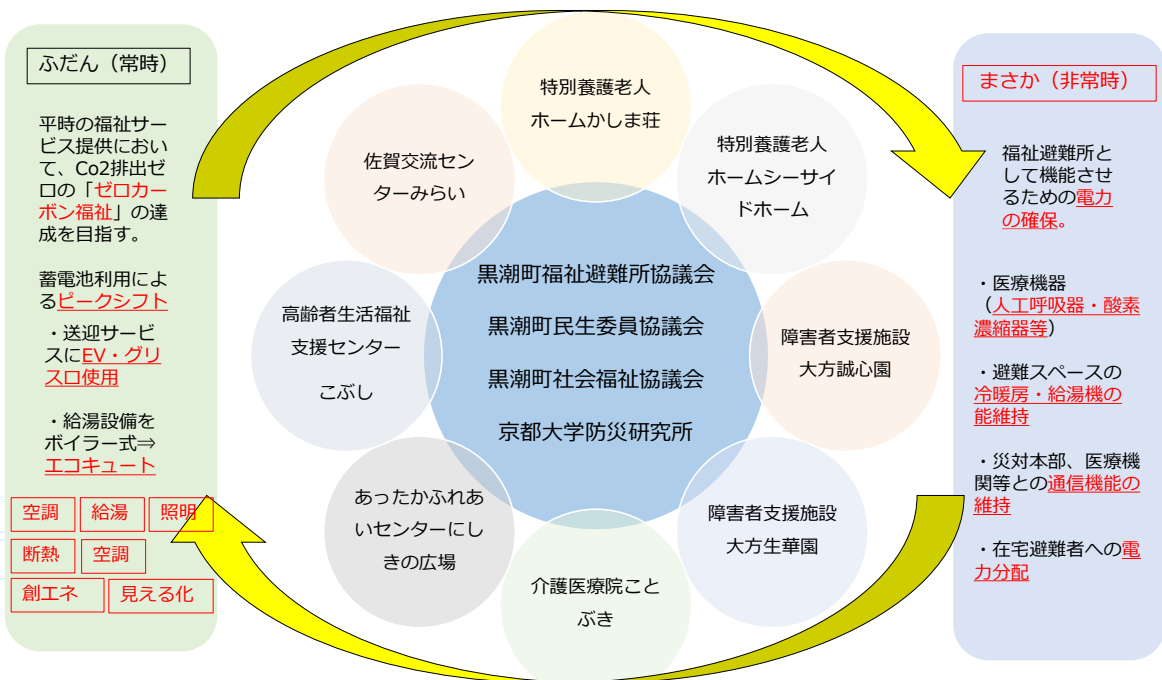 ふだん（常時）
平時の福祉サー
ビス提供におい
て、Co2排出ゼ
ロの「ゼロカー
ボン福祉」の達
成を目指す。
蓄電池利用によ
るピークシフト
・送迎サービ
スにEV・グリ
スロ使用
・給湯設備を
ボイラー式⇒
エコキュート
空調
給湯
照明
断熱
空調
創エネ
見える化
特別養護老人
ホームかしま荘
特別養護老人
ホームシーサイ
ドホーム
障害者支援施設
大方誠心園
障害者支援施設
大方生華園
介護医療院こと
ぶき
あったかふれあ
いセンターにし
きの広場
高齢者生活福祉
支援センター
こぶし
佐賀交流セン
ターみらい
黒潮町福祉避難所協議会
黒潮町民生委員協議会
黒潮町社会福祉協議会
京都大学防災研究所
まさか（非常時）
福祉避難所と
して機能させ
るための電力
の確保。
・医療機器
（人工呼吸器・酸素
濃縮器等）
・避難スペースの
冷暖房・給湯機の
能維持
・災対本部、医療機
関等との通信機能の
維持
・在宅避難者への電
力分配